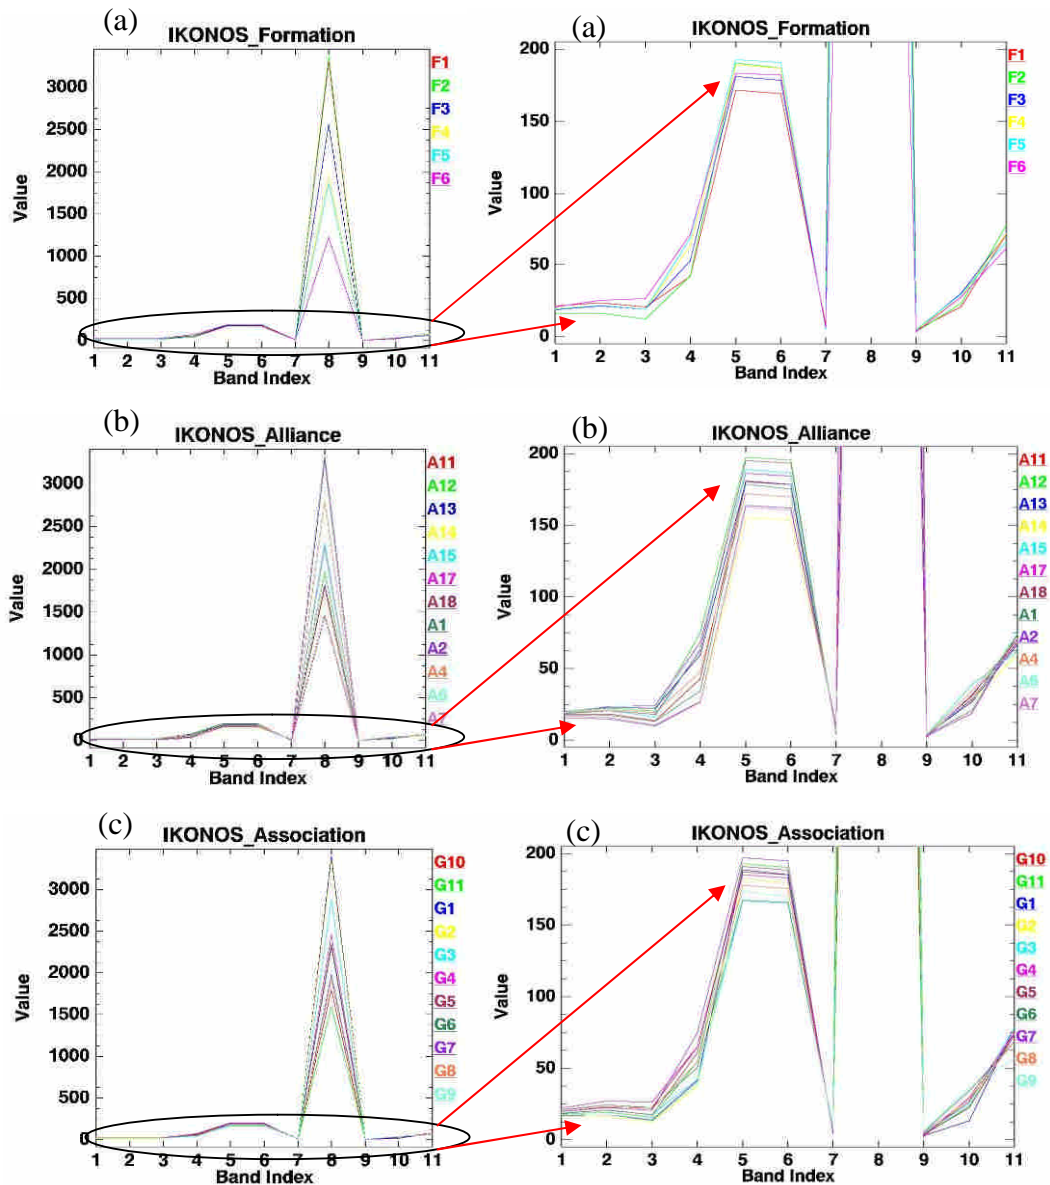 (a)
IKONOS_Formation
3000
2500
2000
1500
1000
500
0
Value
1 2 3 4 5 6 7 8 9 10 11
Band Index
F1
F2
F3
F4
F5
F6
(a)
IKONOS_Formation
200
150
100
50
0
Value
1 2 3 4 5 6 7 8 9 10 11
Band Index
F1
F2
F3
F4
F5
F6
(b)
IKONOS_Alliance
3000
2500
2000
1500
1000
500
0
Value
1 2 3 4 5 6 7 8 9 10 11
Band Index
A11
A12
A13
A14
A15
A17
A18
A1
A2
A4
A6
A7
(b)
IKONOS_Alliance
200
150
100
50
0
Value
1 2 3 4 5 6 7 8 9 10 11
Band Index
A11
A12
A13
A14
A15
A17
A18
A1
A2
A4
A6
A7
(c)
IKONOS_Association
3000
2500
2000
1500
1000
500
0
Value
1 2 3 4 5 6 7 8 9 10 11
Band Index
G10
G11
G1
G2
G3
G4
G5
G6
G7
G8
G9
(c)
IKONOS_Association
200
150
100
50
0
Value
1 2 3 4 5 6 7 8 9 10 11
Band Index
G10
G11
G1
G2
G3
G4
G5
G6
G7
G8
G9